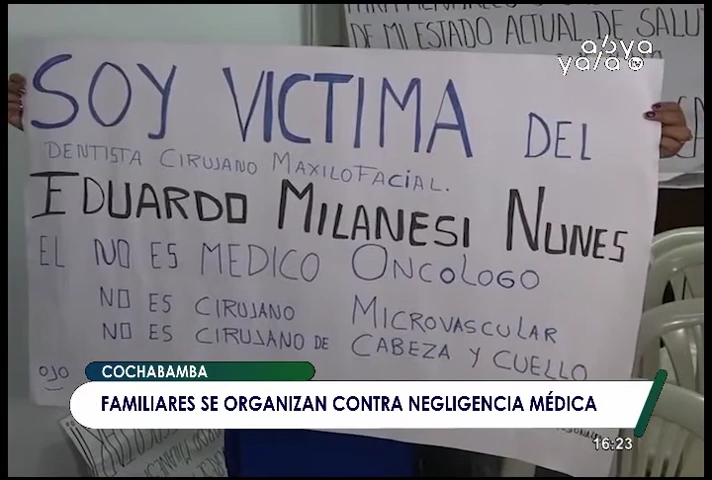 DE MI ESTADO ACTUAL DE SALU
abya
yala tv
SOY VICTIMA DEL
DENTISTA CIRUJANO MAXILOFACIAL.
EDUARDO MILANESI NUNES
EL NO ES MEDICO ONCOLOGO
NO ES CIRUJANO MICROVASCULAR
NO ES CIRUJANO DE CABEZA Y CUELLO
OJO
COCHABAMBA
FAMILIARES SE ORGANIZAN CONTRA NEGLIGENCIA MÉDICA
16:23